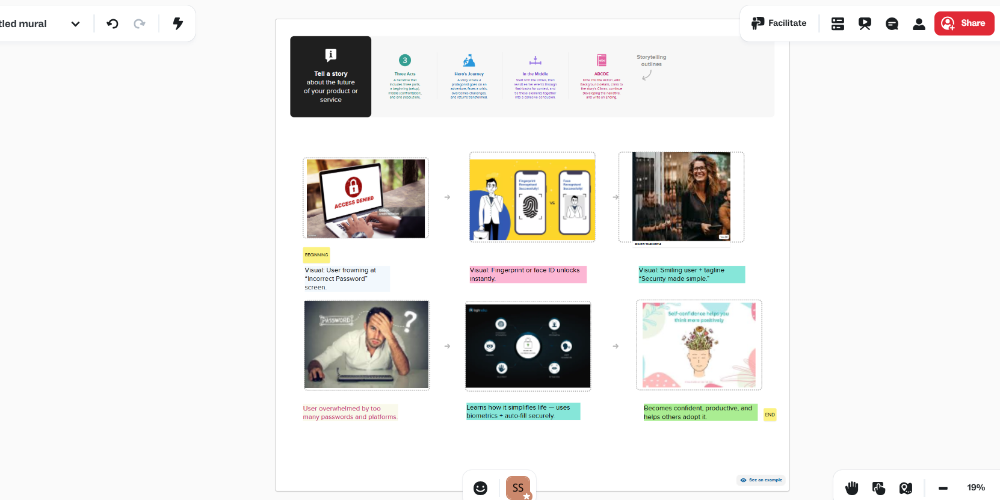 tled mural
Facilitate
Share
Tell a story
about the future
of your product or
service
3
Three Acts
A narrative that
includes three parts,
a beginning (setup),
middle (confrontation),
and end (resolution).
Hero's Journey
A story where a
protagonist goes on an
adventure, faces a crisis,
overcomes challenges,
and returns transformed.
In the Middle
Start with the climax, then
revisit earlier events through
flashbacks for context, and
tie these elements together
into a cohesive conclusion.
abc
ABCDE
Dive into the Action, add
Background details, climb to
the story's Climax, continue
Developing the narrative,
and write an Ending.
Storytelling
outlines
ACCESS DENIED
iStock
Fingerprint
Recognised
Successfully!
VS
Face
Recognised
Successfully!
SECURITY MADE SIMPLE
BEGINNING
Visual: User frowning at
“Incorrect Password”
screen.
Visual: Fingerprint or face ID unlocks
instantly.
Visual: Smiling user + tagline
“Security made simple.”
PASSWORD
?
login
Self-confidence helps you
think more positively
User overwhelmed by too
many passwords and platforms.
Learns how it simplifies life — uses
biometrics + auto-fill securely.
Becomes confident, productive, and
helps others adopt it.
END
See an example
SS
19%